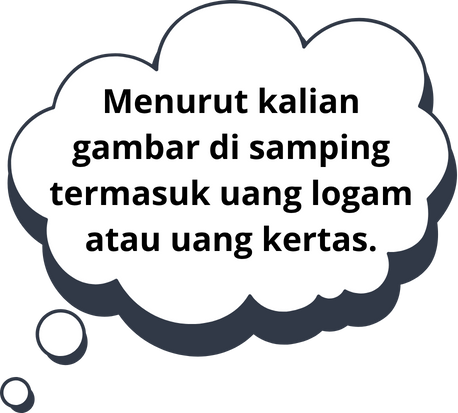 Menurut kalian
gambar di samping
termasuk uang logam
atau uang kertas.